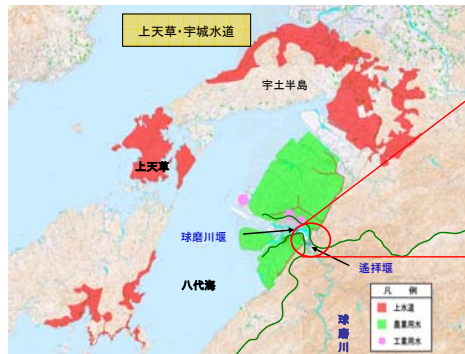 上天草・宇城水道
宇土半島
上天草
球磨川堰
遙拝堰
八代海
球磨川
凡　例
上水道
農業用水
工業用水